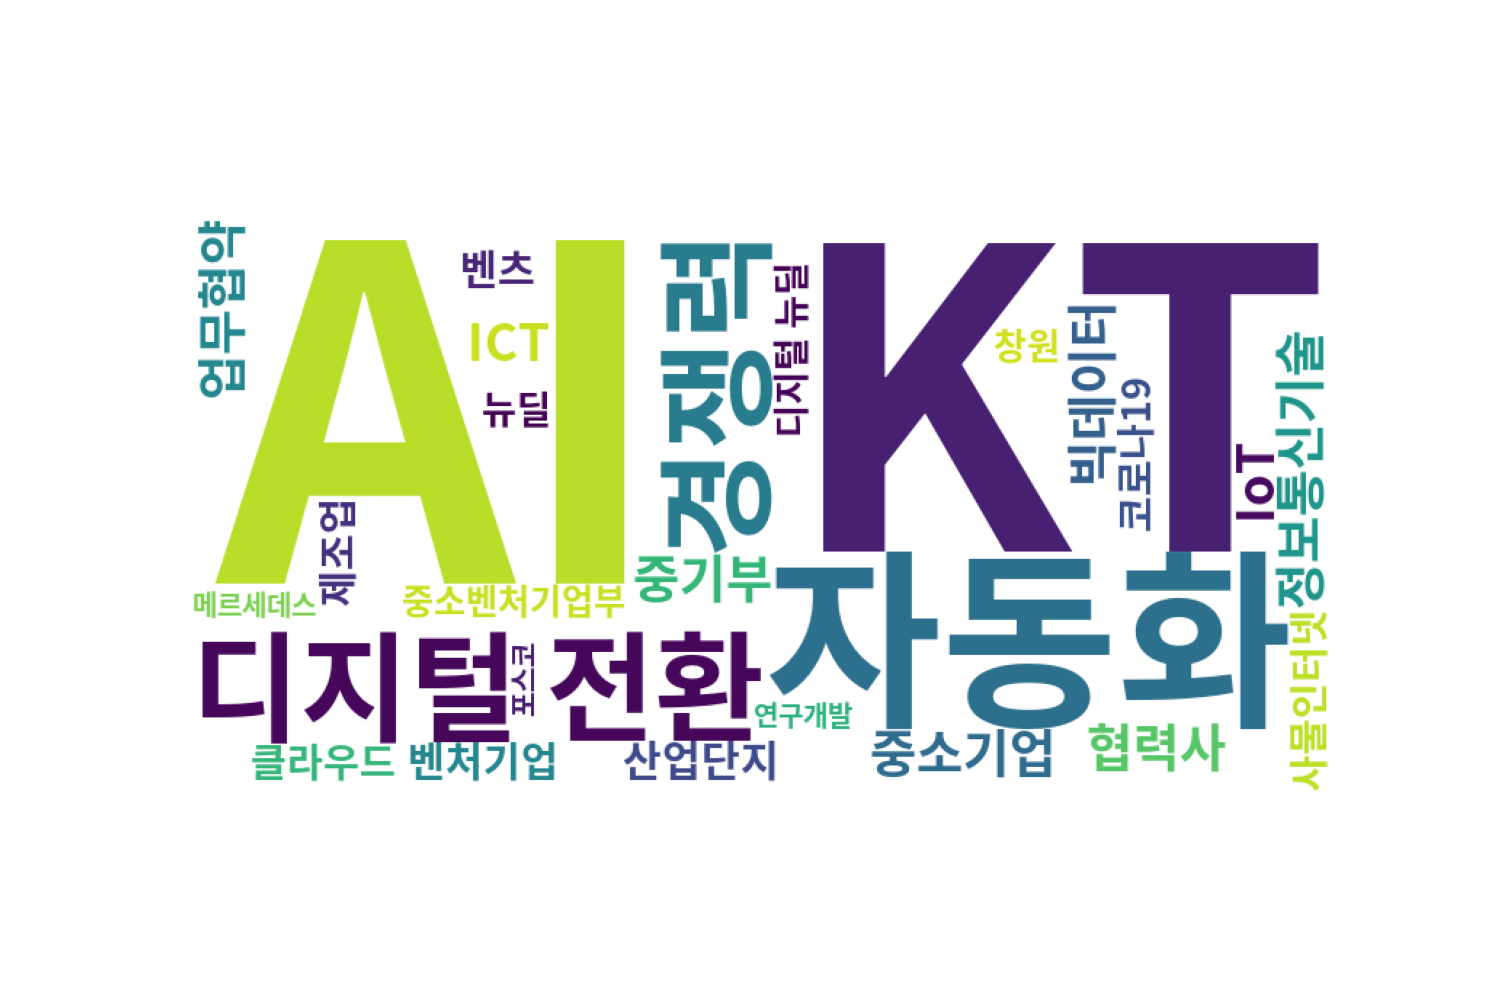 업무협약
AI
벤츠
ICT
뉴딜
경쟁력
디지털 뉴딜
KT
창원
빅데이터
코로나19
IoT
정보통신기술
제조업
메르세데스
중소벤처기업부
중기부
자동화
사물인터넷
디지털 전환
포스코
연구개발
클라우드
벤처기업
산업단지
중소기업
협력사